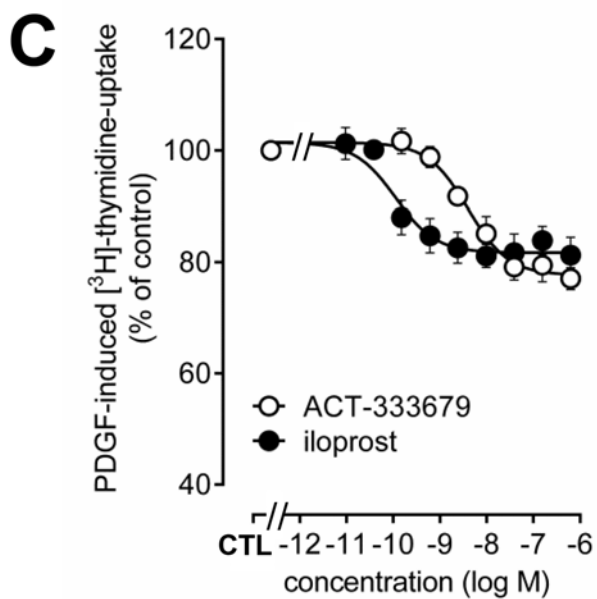 C
PDGF-induced [³H]-thymidine-uptake
(% of control)
120
100
80
60
40
ACT-333679
iloprost
CTL -12 -11 -10 -9 -8 -7 -6
concentration (log M)